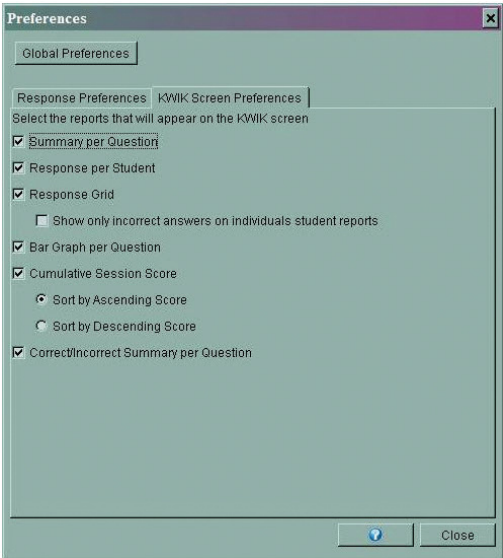 Preferences
Global Preferences
Response Preferences KWIK Screen Preferences
Select the reports that will appear on the KWIK screen
Summary per Question
Response per Student
Response Grid
Show only incorrect answers on individuals student reports
Bar Graph per Question
Cumulative Session Score
Sort by Ascending Score
Sort by Descending Score
Correct/Incorrect Summary per Question
? Close